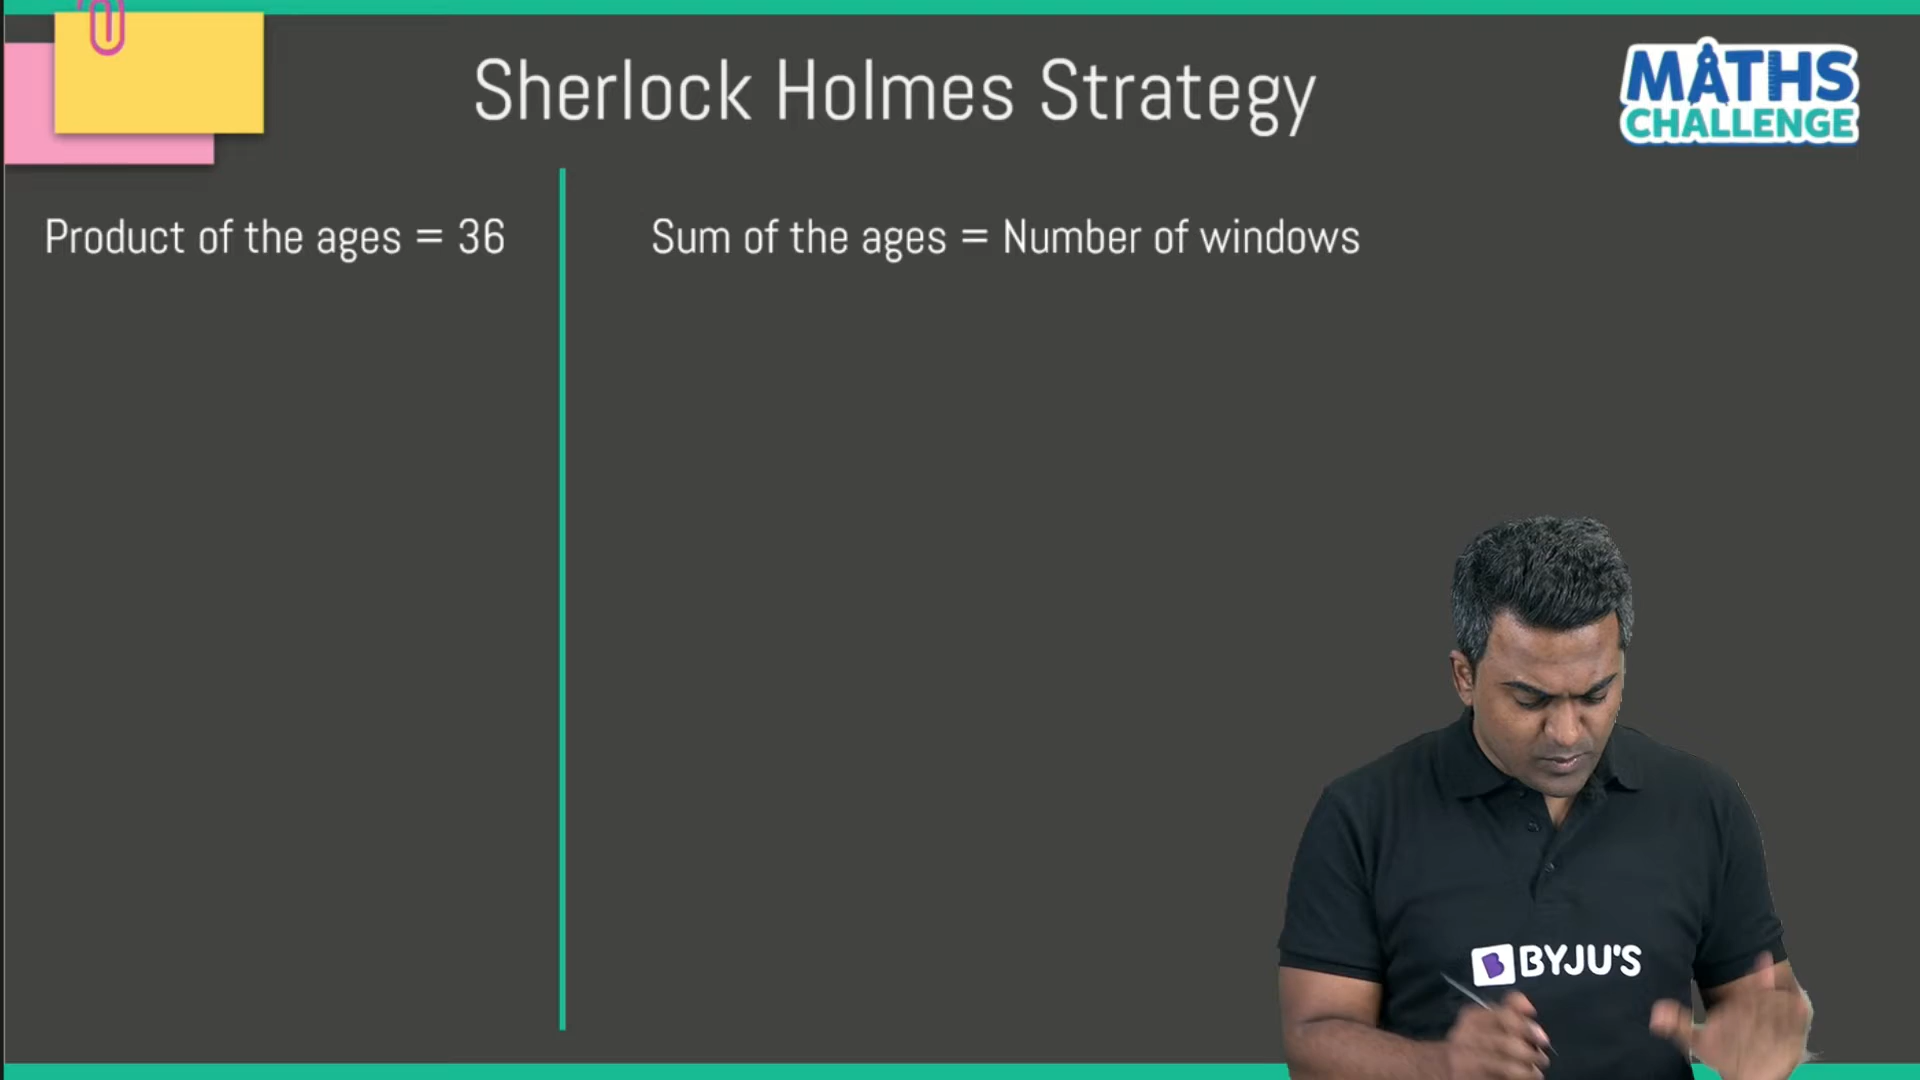 Sherlock Holmes Strategy
MATHS
CHALLENGE
Product of the ages = 36
Sum of the ages = Number of windows
B BYJU'S